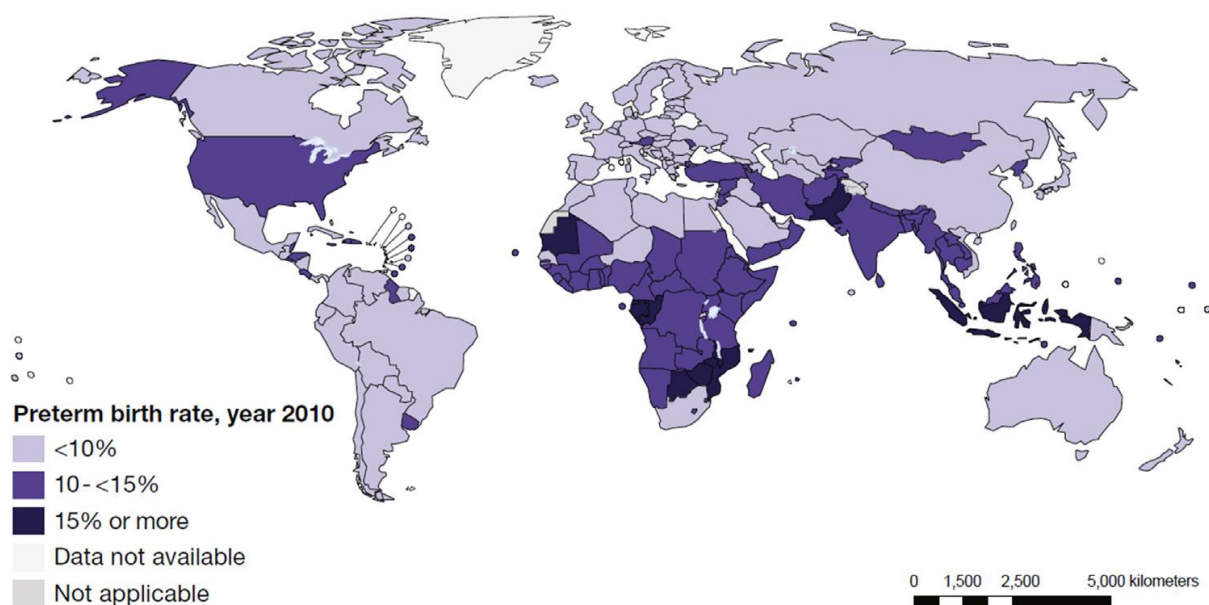 Preterm birth rate, year 2010
<10%
10-<15%
15% or more
Data not available
Not applicable
0 1,500 2,500 5,000 kilometers